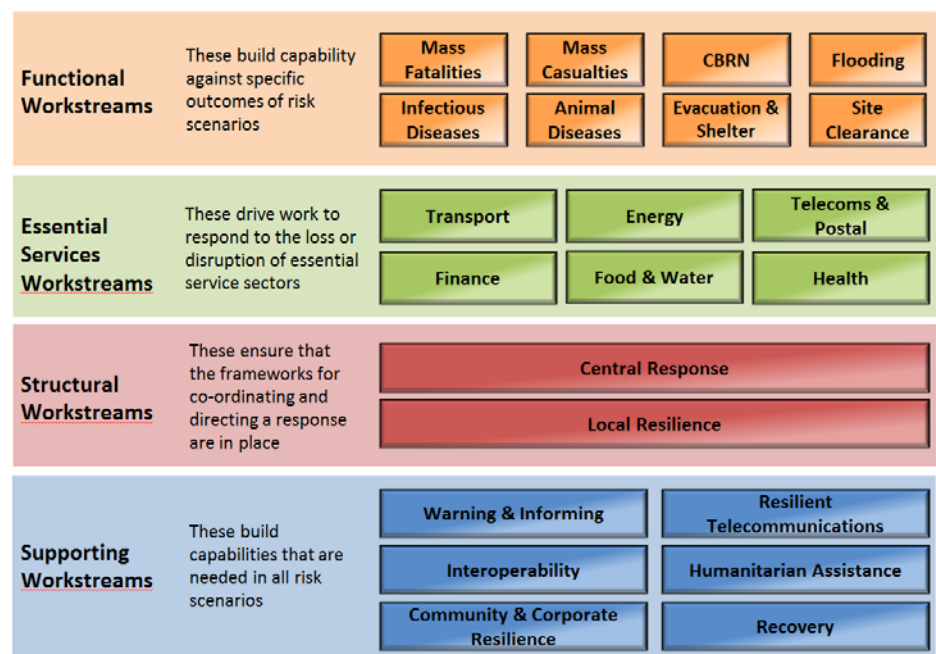 Functional
Workstreams
These build capability
against specific
outcomes of risk
scenarios
Mass
Fatalities
Mass
Casualties
CBRN
Flooding
Infectious
Diseases
Animal
Diseases
Evacuation &
Shelter
Site
Clearance
Essential
Services
Workstreams
These drive work to
respond to the loss or
disruption of essential
service sectors
Transport
Energy
Telecoms &
Postal
Finance
Food & Water
Health
Structural
Workstreams
These ensure that
the frameworks for
co-ordinating and
directing a response
are in place
Central Response
Local Resilience
Supporting
Workstreams
These build
capabilities that are
needed in all risk
scenarios
Warning & Informing
Resilient
Telecommunications
Interoperability
Humanitarian Assistance
Community & Corporate
Resilience
Recovery